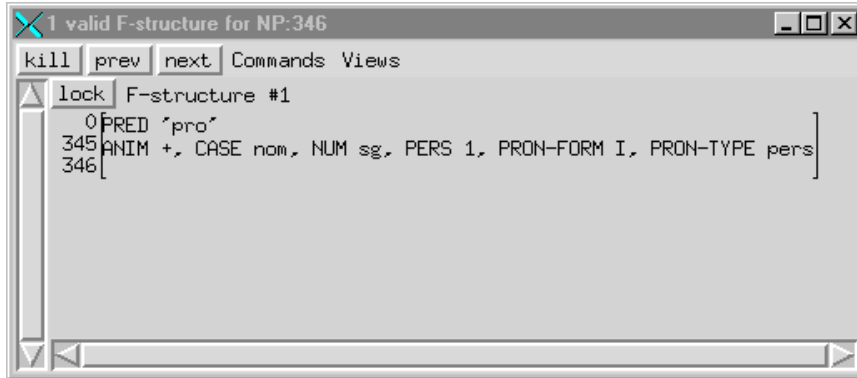 1 valid F-structure for NP:346
kill prev next Commands Views
lock F-structure #1
0 PRED 'pro'
345 ANIM +, CASE nom, NUM sg, PERS 1, PRON-FORM I, PRON-TYPE pers
346